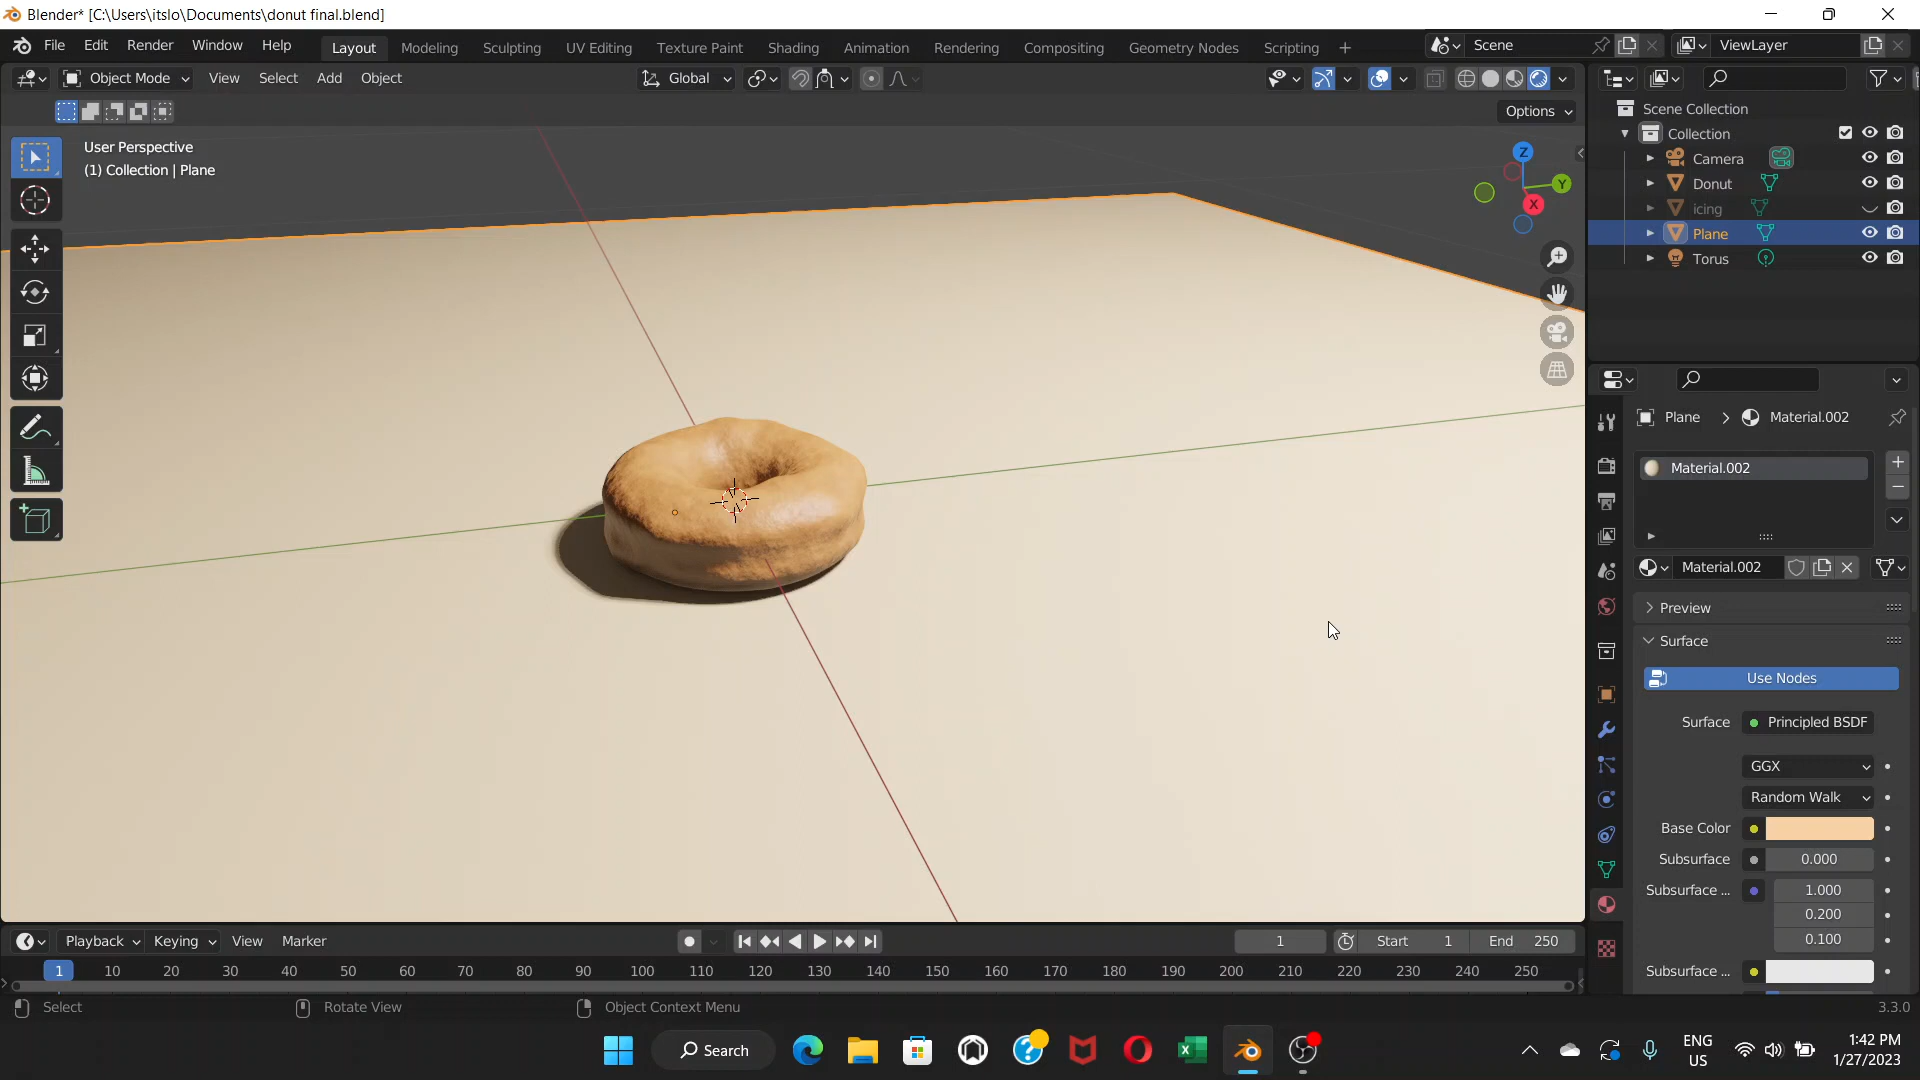 Blender* [C:\Users\itslo\Documents\donut final.blend]
File Edit Render Window Help Layout Modeling Sculpting UV Editing Texture Paint Shading Animation Rendering Compositing Geometry Nodes Scripting + Scene ViewLayer
Object Mode View Select Add Object Global
Options
User Perspective
(1) Collection | Plane
Z
Y
X
Scene Collection
Collection
Camera
Donut
icing
Plane
Torus
Plane > Material.002
Material.002
Material.002
Preview
Surface
Use Nodes
Surface Principled BSDF
GGX
Random Walk
Base Color
Subsurface 0.000
Subsurface ... 1.000
0.200
0.100
Subsurface ...
Playback Keying View Marker 1 Start 1 End 250
1 10 20 30 40 50 60 70 80 90 100 110 120 130 140 150 160 170 180 190 200 210 220 230 240 250
Select Rotate View Object Context Menu 3.3.0
Search
ENG
US
1:42 PM
1/27/2023